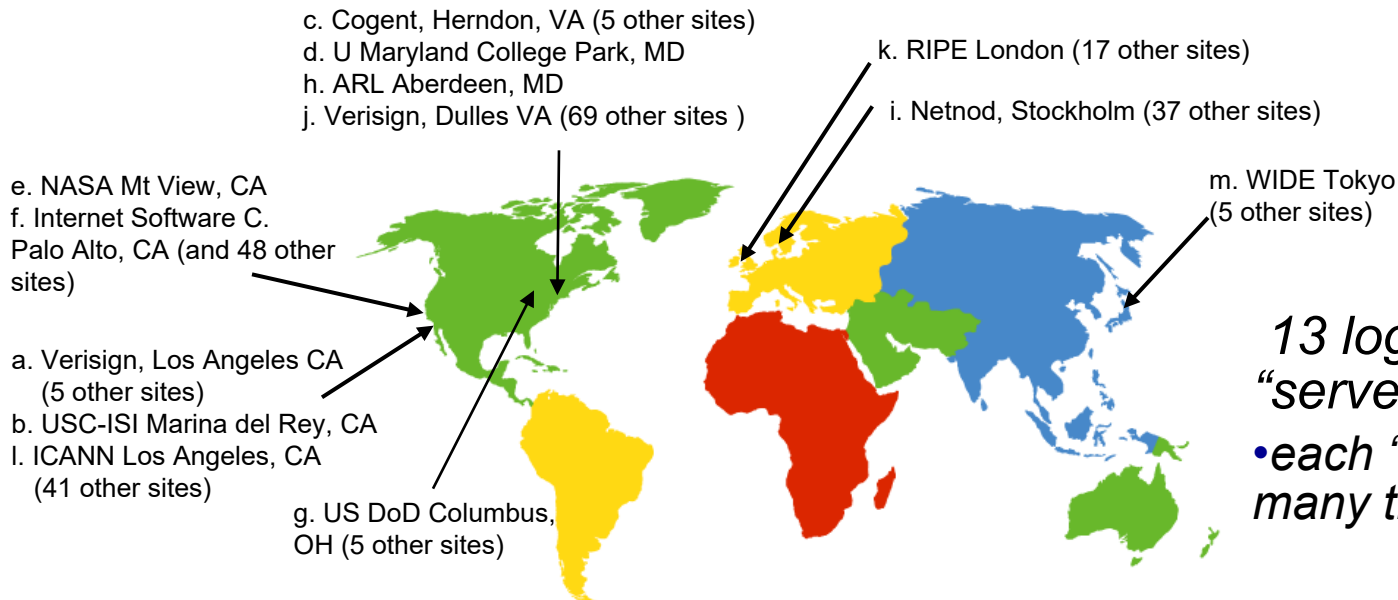 c. Cogent, Herndon, VA (5 other sites)
d. U Maryland College Park, MD
h. ARL Aberdeen, MD
j. Verisign, Dulles VA (69 other sites )
k. RIPE London (17 other sites)
i. Netnod, Stockholm (37 other sites)
m. WIDE Tokyo
(5 other sites)
e. NASA Mt View, CA
f. Internet Software C.
Palo Alto, CA (and 48 other
sites)
a. Verisign, Los Angeles CA
(5 other sites)
b. USC-ISI Marina del Rey, CA
l. ICANN Los Angeles, CA
(41 other sites)
g. US DoD Columbus,
OH (5 other sites)
13
•each
many